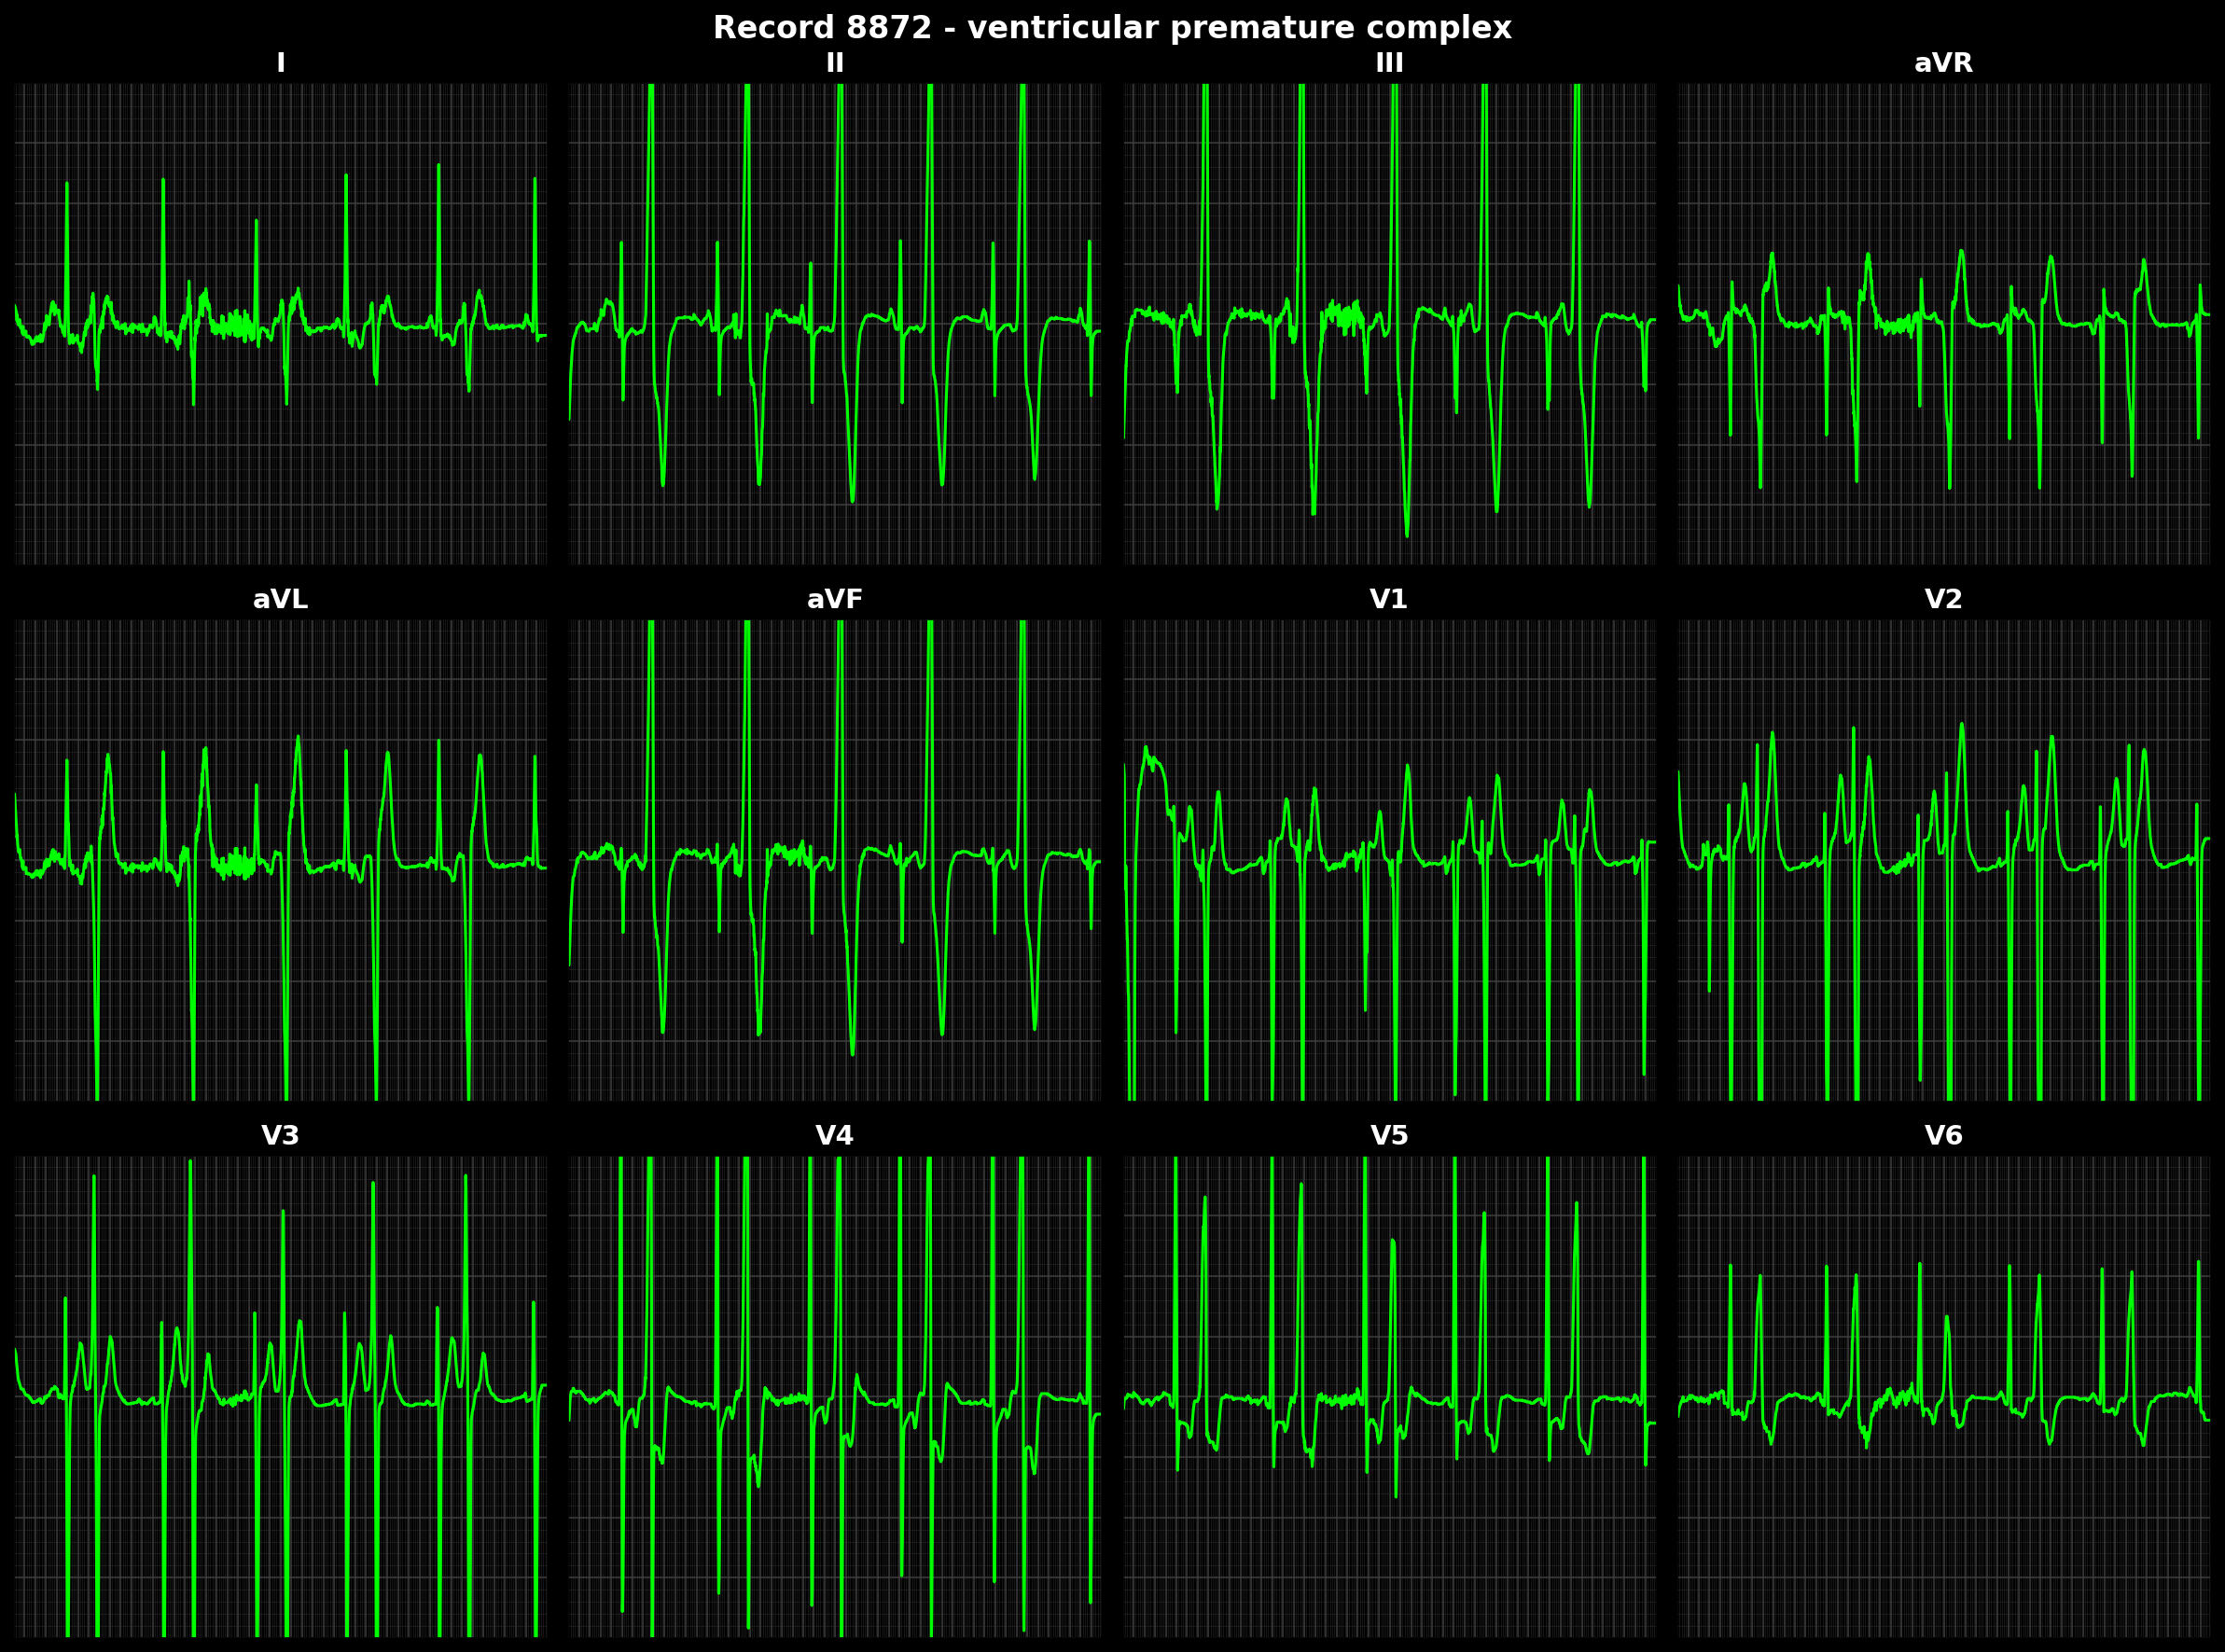 Record 8872 - ventricular premature complex
I II III aVR
aVL aVF V1 V2
V3 V4 V5 V6